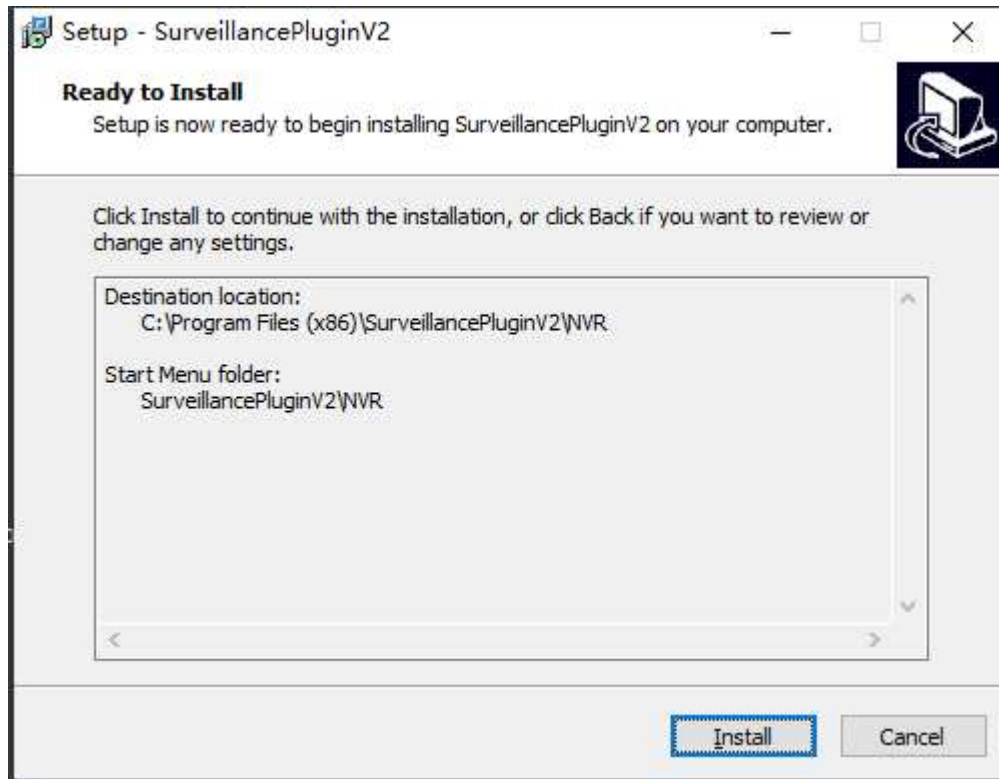 Setup - SurveillancePluginV2
Ready to Install
Setup is now ready to begin installing SurveillancePluginV2 on your computer.
Click Install to continue with the installation, or click Back if you want to review or
change any settings.
Destination location:
C:\Program Files (x86)\SurveillancePluginV2\NVR
Start Menu folder:
SurveillancePluginV2\NVR
Install
Cancel